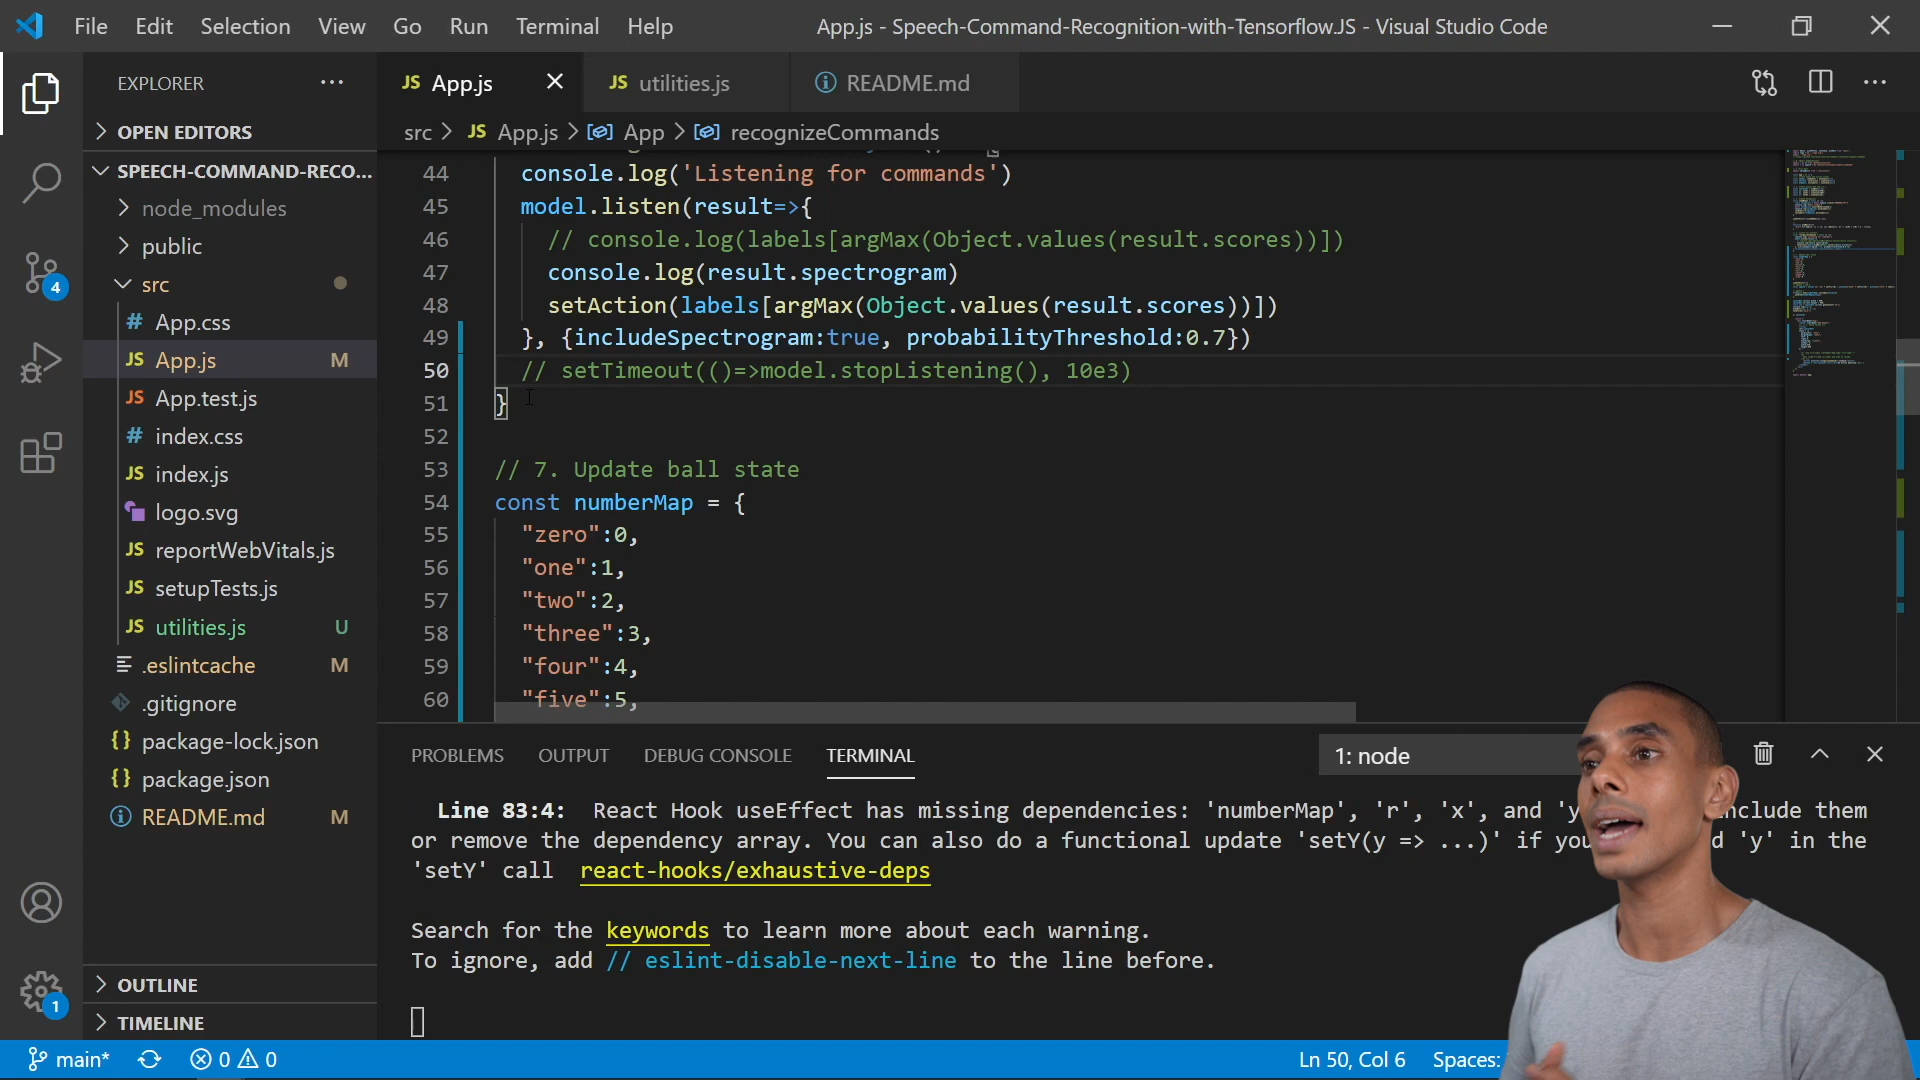 File Edit Selection View Go Run Terminal Help
App.js - Speech-Command-Recognition-with-Tensorflow.JS - Visual Studio Code
EXPLORER
OPEN EDITORS
SPEECH-COMMAND-RECO...
node_modules
public
src
# App.css
JS App.js M
JS App.test.js
# index.css
JS index.js
logo.svg
JS reportWebVitals.js
JS setupTests.js
JS utilities.js U
.eslintcache M
.gitignore
{} package-lock.json
{} package.json
README.md M
OUTLINE
TIMELINE
4
1
JS App.js
JS utilities.js
README.md
src > JS App.js > App > recognizeCommands
44 console.log('Listening for commands')
45 model.listen(result=>{
46 // console.log(labels[argMax(Object.values(result.scores))])
47 console.log(result.spectrogram)
48 setAction(labels[argMax(Object.values(result.scores))])
49 }, {includeSpectrogram:true, probabilityThreshold:0.7})
50 // setTimeout(()=>model.stopListening(), 10e3)
51 }
52
53 // 7. Update ball state
54 const numberMap = {
55 "zero":0,
56 "one":1,
57 "two":2,
58 "three":3,
59 "four":4,
60 "five":5,
PROBLEMS OUTPUT DEBUG CONSOLE TERMINAL
1: node
Line 83:4: React Hook useEffect has missing dependencies: 'numberMap', 'r', 'x', and 'y nclude them
or remove the dependency array. You can also do a functional update 'setY(y => ...)' if yo d 'y' in the
'setY' call react-hooks/exhaustive-deps
Search for the keywords to learn more about each warning.
To ignore, add // eslint-disable-next-line to the line before.
main* 0 0
Ln 50, Col 6 Spaces: